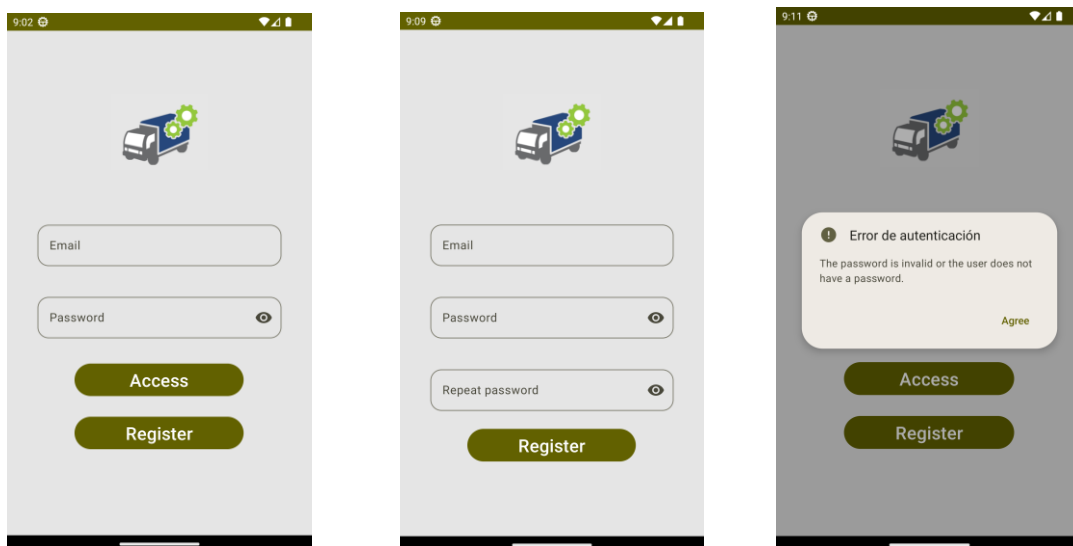 9:02
Email
Password
Access
Register
9:09
Email
Password
Repeat password
Register
9:11
Error de autenticación
The password is invalid or the user does not
have a password.
Agree
Access
Register